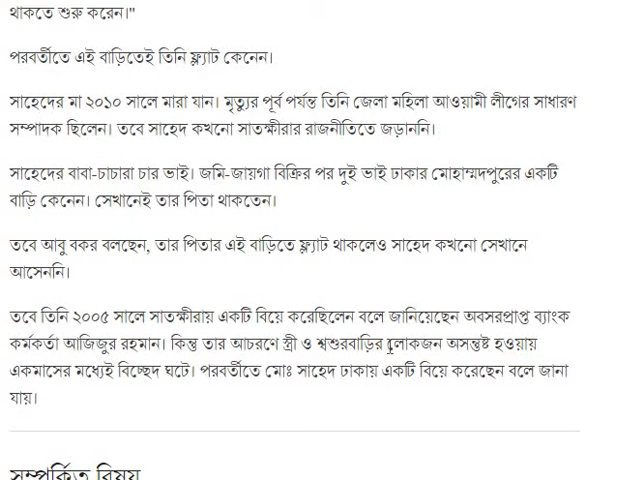 থাকতে শুরু করেন।"
পরবর্তীতে এই বাড়িতেই তিনি ফ্ল্যাট কেনেন।
সাহেদের মা ২০১০ সালে মারা যান। মৃত্যুর পূর্ব পর্যন্ত তিনি জেলা মহিলা আওয়ামী লীগের সাধারণ
সম্পাদক ছিলেন। তবে সাহেদ কখনো সাতক্ষীরার রাজনীতিতে জড়াননি।
সাহেদের বাবা-চাচারা চার ভাই। জমি-জায়গা বিক্রির পর দুই ভাই ঢাকার মোহাম্মদপুরের একটি
বাড়ি কেনেন। সেখানেই তার পিতা থাকতেন।
তবে আবু বকর বলছেন, তার পিতার এই বাড়িতে ফ্ল্যাট থাকলেও সাহেদ কখনো সেখানে
আসেননি।
তবে তিনি ২০০৫ সালে সাতক্ষীরায় একটি বিয়ে করেছিলেন বলে জানিয়েছেন অবসরপ্রাপ্ত ব্যাংক
কর্মকর্তা আজিজুর রহমান। কিন্তু তার আচরণে স্ত্রী ও শ্বশুরবাড়ির লোকজন অসন্তুষ্ট হওয়ায়
একমাসের মধ্যেই বিচ্ছেদ ঘটে। পরবর্তীতে মোঃ সাহেদ ঢাকায় একটি বিয়ে করেছেন বলে জানা
যায়।
সম্পর্কিত বিষয়